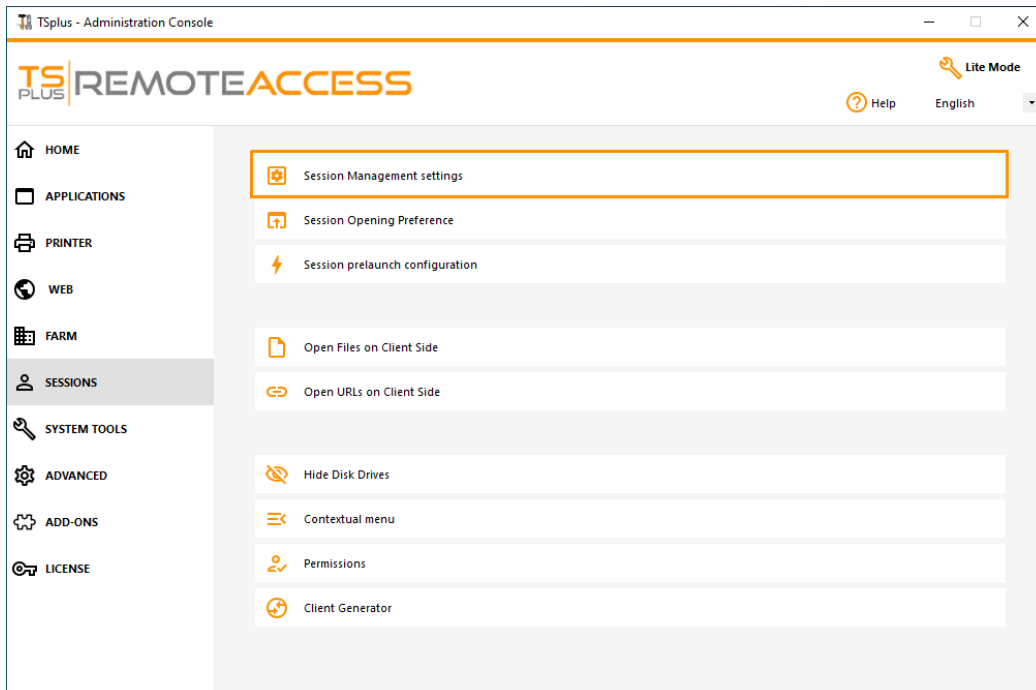 TSplus - Administration Console
TS PLUS REMOTEACCESS
Lite Mode
Help
English
HOME
APPLICATIONS
PRINTER
WEB
FARM
SESSIONS
SYSTEM TOOLS
ADVANCED
ADD-ONS
LICENSE
Session Management settings
Session Opening Preference
Session prelaunch configuration
Open Files on Client Side
Open URLs on Client Side
Hide Disk Drives
Contextual menu
Permissions
Client Generator